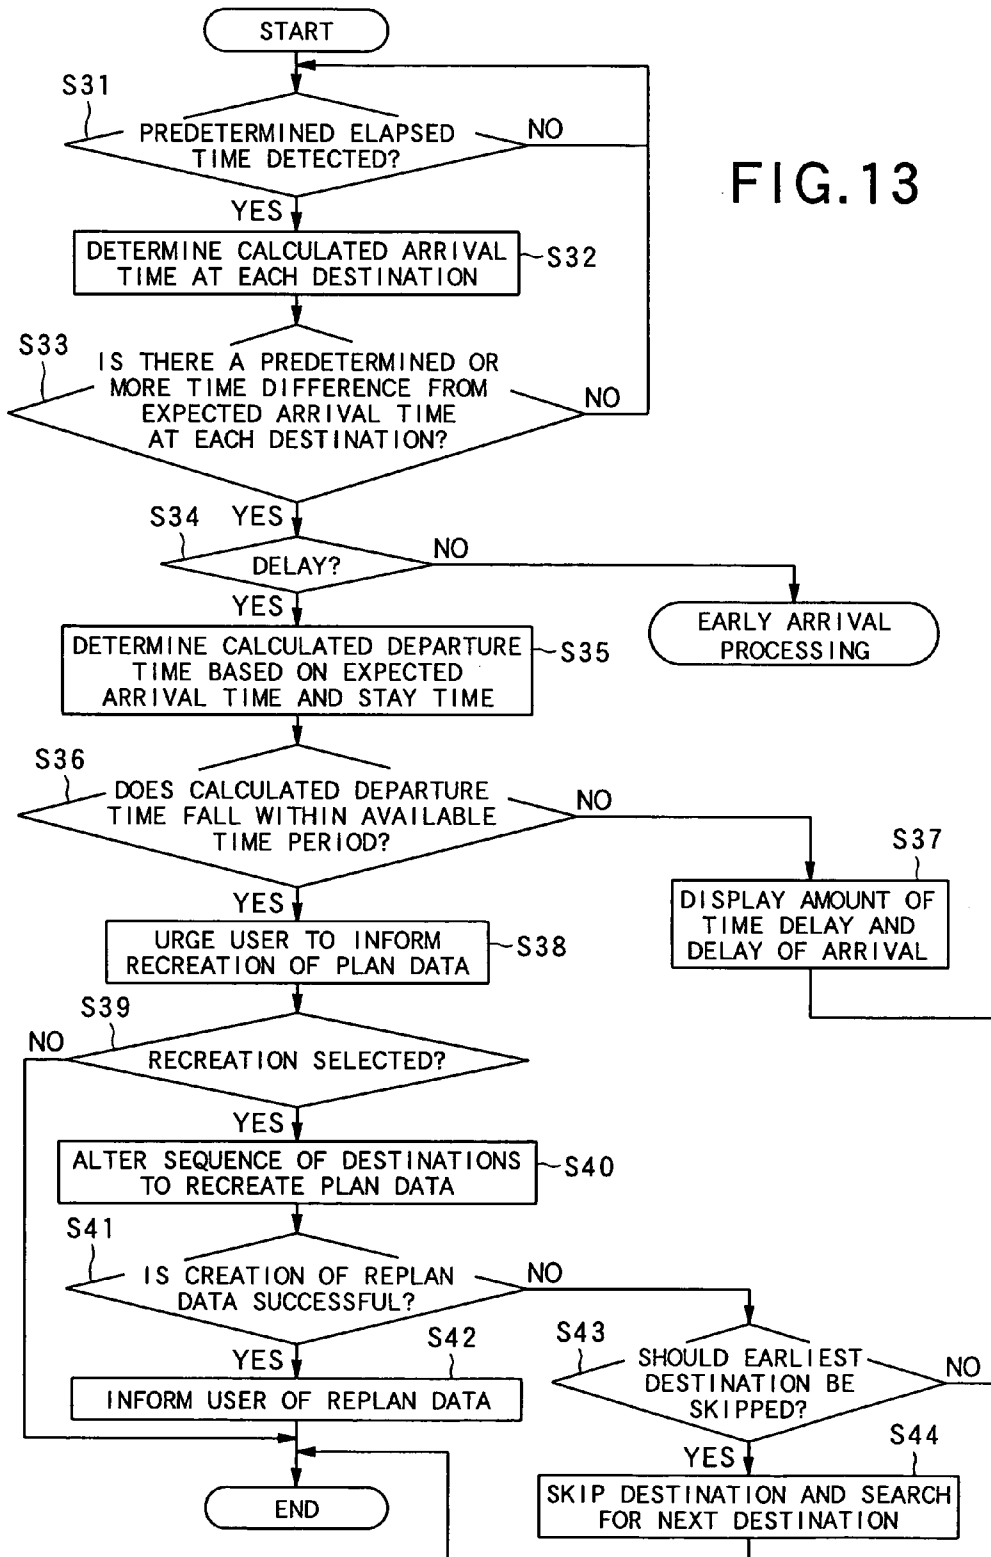 START
S31
PREDETERMINED ELAPSED
TIME DETECTED?
NO
FIG.13
YES
DETERMINE CALCULATED ARRIVAL
TIME AT EACH DESTINATION
S32
S33
IS THERE A PREDETERMINED OR
MORE TIME DIFFERENCE FROM
EXPECTED ARRIVAL TIME
AT EACH DESTINATION?
NO
YES
S34
DELAY?
NO
YES
EARLY ARRIVAL
PROCESSING
DETERMINE CALCULATED DEPARTURE
TIME BASED ON EXPECTED
ARRIVAL TIME AND STAY TIME
S35
S36
DOES CALCULATED DEPARTURE
TIME FALL WITHIN AVAILABLE
TIME PERIOD?
NO
YES
S37
DISPLAY AMOUNT OF
TIME DELAY AND
DELAY OF ARRIVAL
URGE USER TO INFORM
RECREATION OF PLAN DATA
S38
S39
NO
RECREATION SELECTED?
YES
ALTER SEQUENCE OF DESTINATIONS
TO RECREATE PLAN DATA
S40
S41
IS CREATION OF REPLAN
DATA SUCCESSFUL?
NO
YES
S42
INFORM USER OF REPLAN DATA
S43
SHOULD EARLIEST
DESTINATION BE
SKIPPED?
NO
YES
S44
SKIP DESTINATION AND SEARCH
FOR NEXT DESTINATION
END